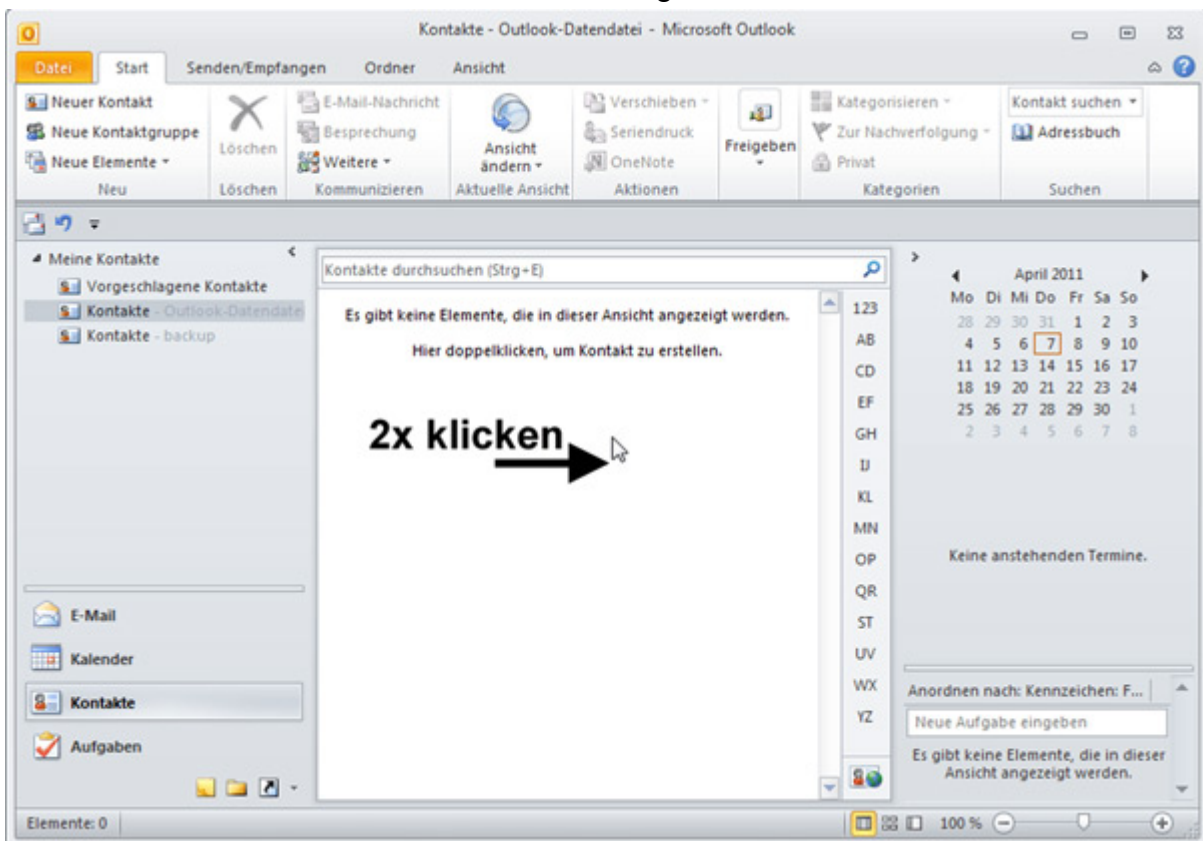 Kontakte - Outlook-Datendatei - Microsoft Outlook
Datei Start Senden/Empfangen Ordner Ansicht
Neuer Kontakt
Neue Kontaktgruppe
Neue Elemente
Neu
Löschen
Löschen
E-Mail-Nachricht
Besprechung
Weitere
Kommunizieren
Ansicht
ändern
Aktuelle Ansicht
Verschieben
Seriendruck
OneNote
Aktionen
Freigeben
Kategorisieren
Zur Nachverfolgung
Privat
Kategorien
Kontakt suchen
Adressbuch
Suchen
Meine Kontakte
Vorgeschlagene Kontakte
Kontakte - Outlook-Datendate
Kontakte - backup
E-Mail
Kalender
Kontakte
Aufgaben
Kontakte durchsuchen (Strg+E)
Es gibt keine Elemente, die in dieser Ansicht angezeigt werden.
Hier doppelklicken, um Kontakt zu erstellen.
2x klicken
123
AB
CD
EF
GH
IJ
KL
MN
OP
QR
ST
UV
WX
YZ
April 2011
Mo Di Mi Do Fr Sa So
28 29 30 31 1 2 3
4 5 6 7 8 9 10
11 12 13 14 15 16 17
18 19 20 21 22 23 24
25 26 27 28 29 30 1
2 3 4 5 6 7 8
Keine anstehenden Termine.
Anordnen nach: Kennzeichen: F...
Neue Aufgabe eingeben
Es gibt keine Elemente, die in dieser
Ansicht angezeigt werden.
Elemente: 0
100 %